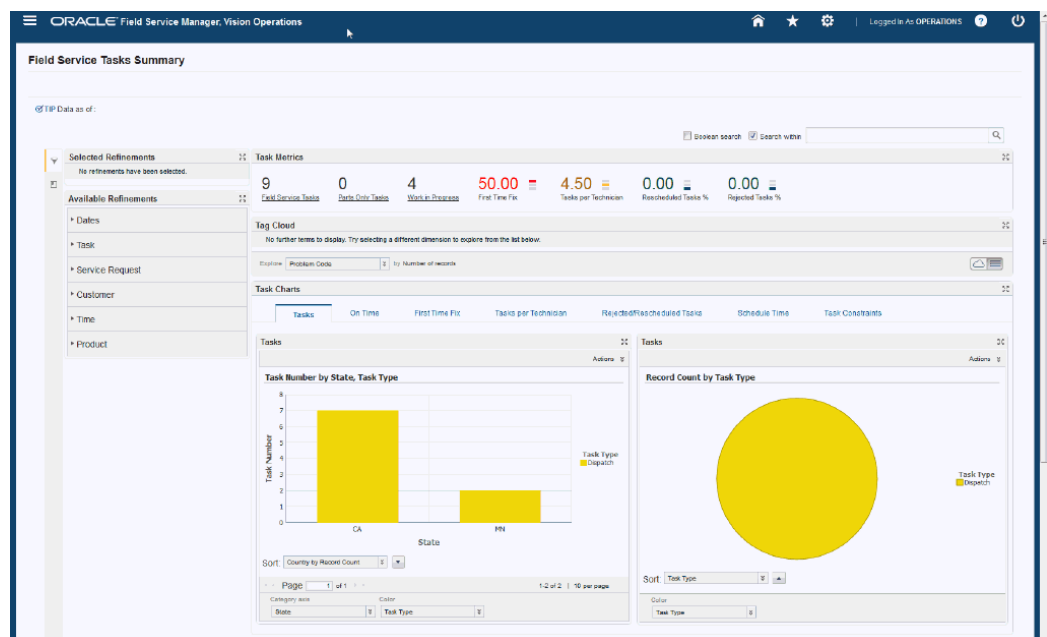 ORACLE Field Service Manager, Vision Operations
Logged In As OPERATIONS
?
Field Service Tasks Summary
TIP Data as of :
Boolean search Search within
Selected Refinements
No refinements have been selected.
Available Refinements
Dates
Task
Service Request
Customer
Time
Product
Task Metrics
9 0 4 50.00 4.50 0.00 0.00
Field Service Tasks Parts Only Tasks Work in Progress First Time Fix Tasks per Technician Rescheduled Tasks % Rejected Tasks %
Tag Cloud
No further terms to display. Try selecting a different dimension to explore from the list below.
Explore Problem Code by Number of records
Task Charts
Tasks On Time First Time Fix Tasks per Technician Rejected/Rescheduled Tasks Schedule Time Task Constraints
Tasks
Actions
Task Number by State, Task Type
8
7
6
5
4
3
2
1
0
Task Number
CA MN
State
Task Type
Dispatch
Sort: Country by Record Count
Page 1 of 1
1-2 of 2 | 10 per page
Category axis Color
State Task Type
Tasks
Actions
Record Count by Task Type
Task Type
Dispatch
Sort: Task Type
Color
Task Type